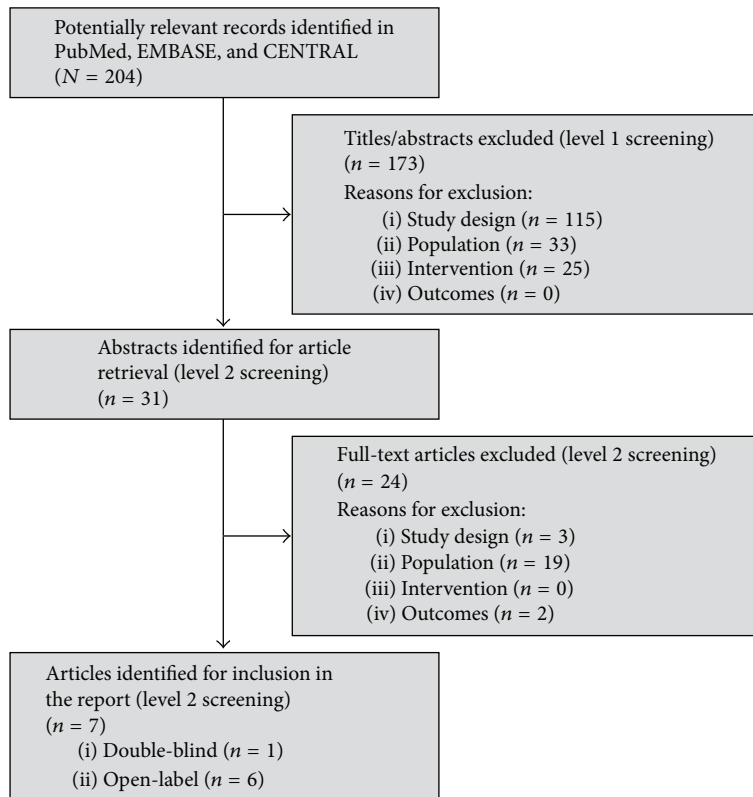 Potentially relevant records identified in
PubMed, EMBASE, and CENTRAL
(N = 204)
Titles/abstracts excluded (level 1 screening)
(n = 173)
Reasons for exclusion:
(i) Study design (n = 115)
(ii) Population (n = 33)
(iii) Intervention (n = 25)
(iv) Outcomes (n = 0)
Abstracts identified for article
retrieval (level 2 screening)
(n = 31)
Full-text articles excluded (level 2 screening)
(n = 24)
Reasons for exclusion:
(i) Study design (n = 3)
(ii) Population (n = 19)
(iii) Intervention (n = 0)
(iv) Outcomes (n = 2)
Articles identified for inclusion in
the report (level 2 screening)
(n = 7)
(i) Double-blind (n = 1)
(ii) Open-label (n = 6)